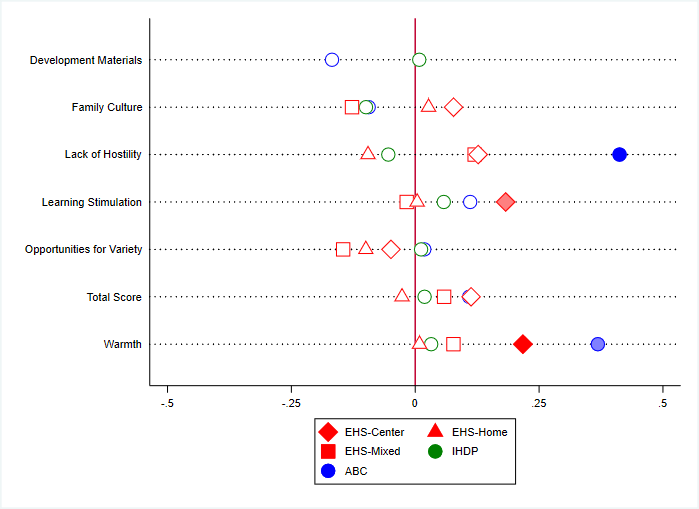 Development Materials
Family Culture
Lack of Hostility
Learning Stimulation
Opportunities for Variety
Total Score
Warmth
-.5 -.25 0 .25 .5
EHS-Center EHS-Home
EHS-Mixed IHDP
ABC